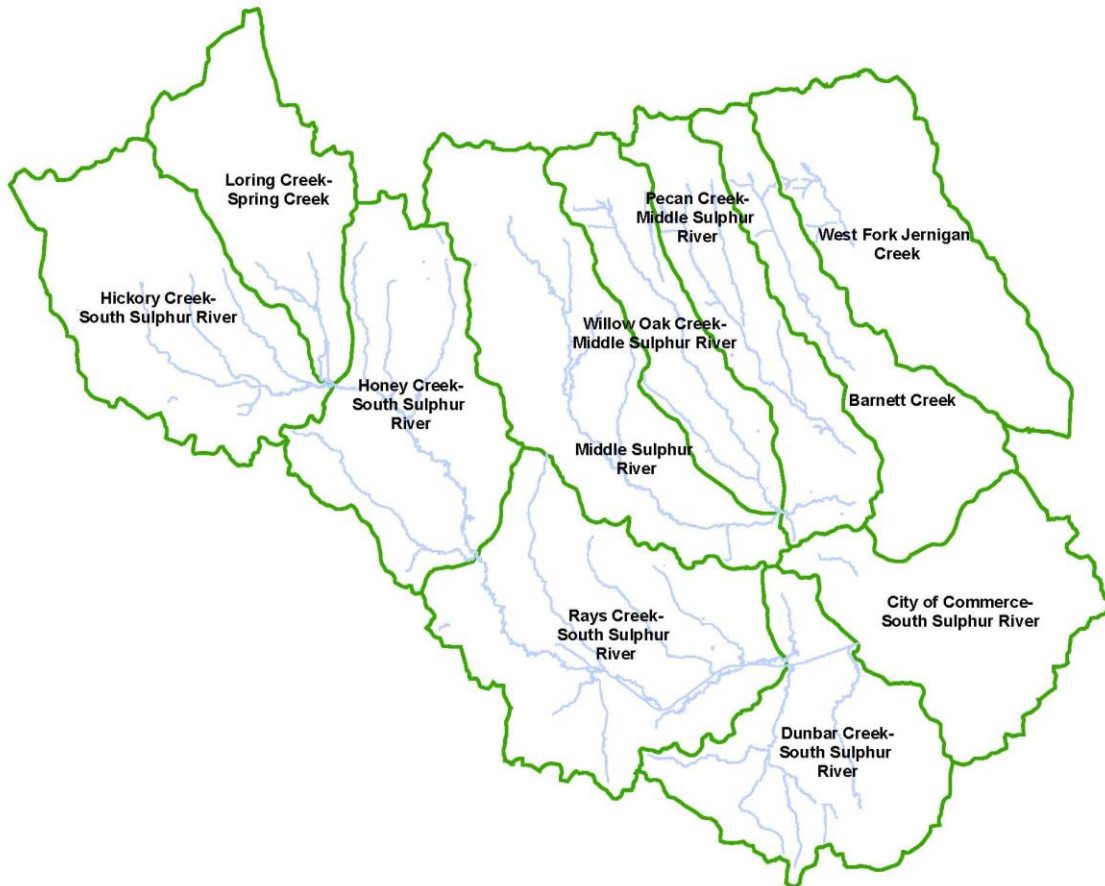 Loring Creek-
Spring Creek
Pecan Creek-
Middle Sulphur
River
West Fork Jernigan
Creek
Hickory Creek-
South Sulphur River
Willow Oak Creek-
Middle Sulphur River
Honey Creek-
South Sulphur
River
Barnett Creek
Middle Sulphur
River
Rays Creek-
South Sulphur
River
City of Commerce-
South Sulphur River
Dunbar Creek-
South Sulphur
River